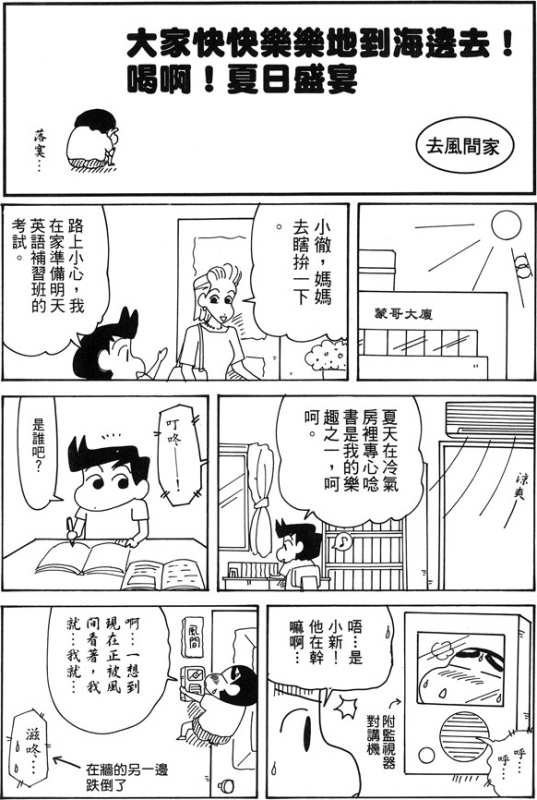 大家快快樂樂地到海邊去！
喝啊！夏日盛宴
落寞…
去風間家
蒙哥大廈
小徹，媽媽
去瞎拚一下
。
路上小心，我
在家準備明天
英語補習班的
考試。
涼爽
夏天在冷氣
房裡專心唸
書是我的樂
趣之一，呵
呵。
叮咚──！
是誰吧？
附監視器
對講機
呼…
呼…
唔…是
小新！
他在幹
嘛啊…
風間
啊…一想到
現在正被風
間看著，我
就…我就…
滋咚…
在牆的另一邊
跌倒了